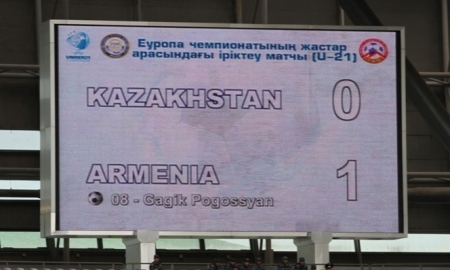 Еуропа чемпионатының жастар
арасындағы іріктеу матчы (U-21)
KAZAKHSTAN 0
ARMENIA 1
08 - Gagik Pogossyan